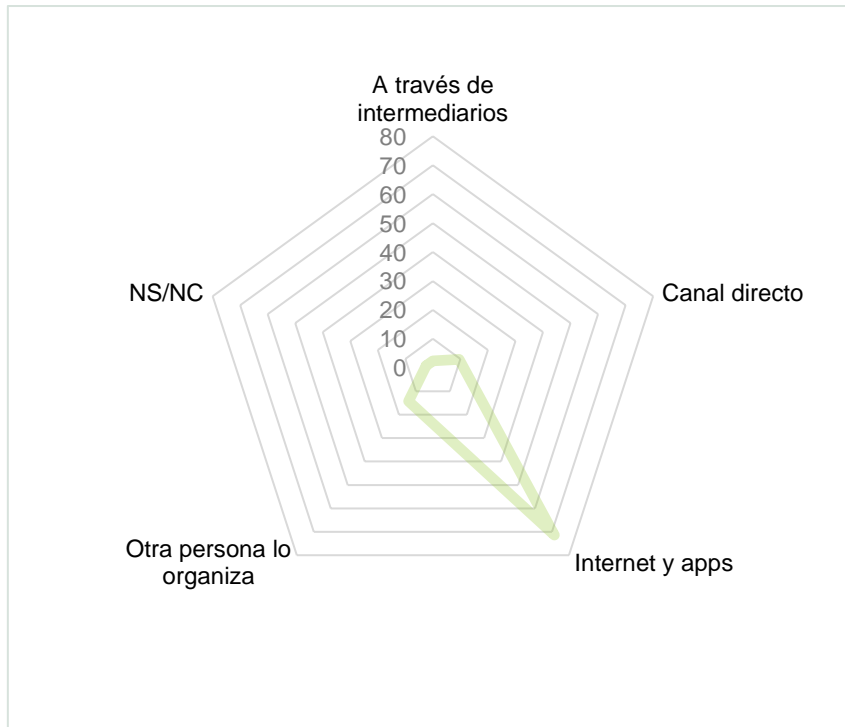 A través de
intermediarios
80
70
60
50
40
30
20
10
0
NS/NC
Canal directo
Otra persona lo
organiza
Internet y apps